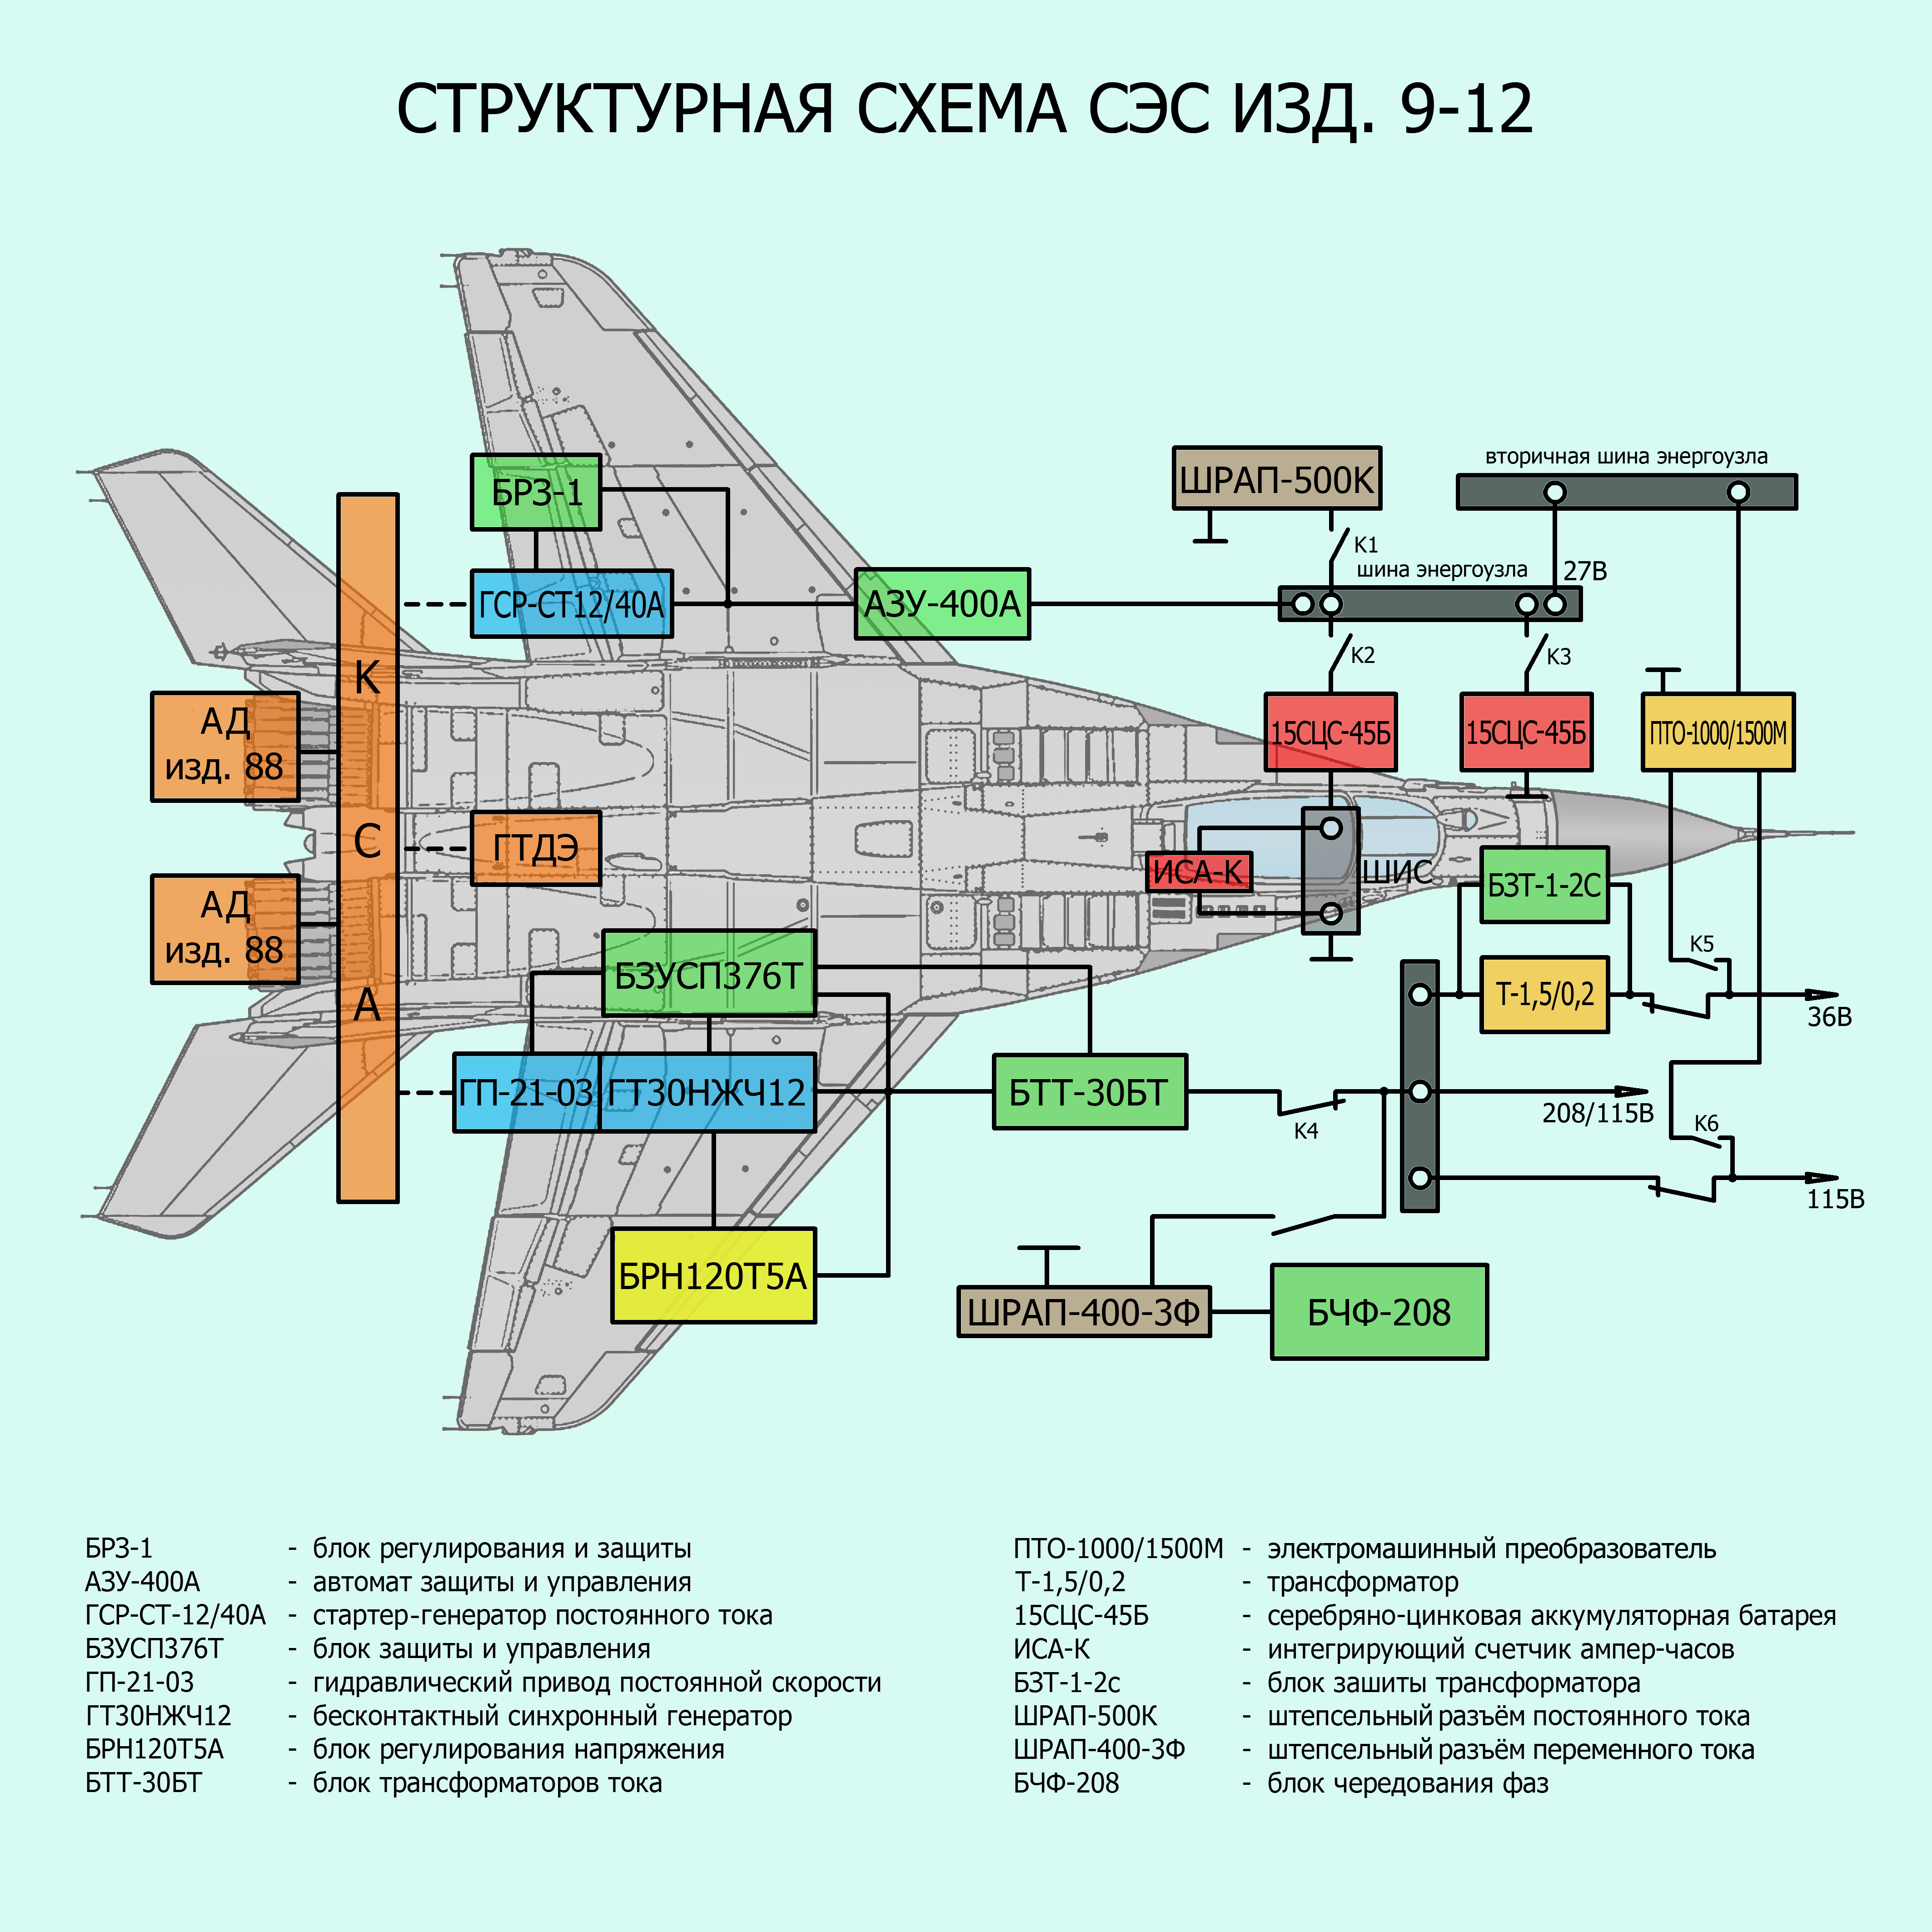 СТРУКТУРНАЯ СХЕМА СЭС ИЗД. 9-12
ШРАП-500К
вторичная шина энергоузла
БРЗ-1
К1
шина энергоузла
27В
ГСР-СТ12/40А
АЗУ-400А
К2
К3
К
С
А
АД
изд. 88
15СЦС-45Б
15СЦС-45Б
ПТО-1000/1500М
ГТДЭ
ИСА-К
ШИС
БЗТ-1-2С
АД
изд. 88
БЗУСП376Т
К5
Т-1,5/0,2
36В
ГП-21-03
ГТ30НЖЧ12
БТТ-30БТ
К4
208/115В
К6
115В
БРН120Т5А
ШРАП-400-3Ф
БЧФ-208
БРЗ-1 - блок регулирования и защиты
АЗУ-400А - автомат защиты и управления
ГСР-СТ-12/40А - стартер-генератор постоянного тока
БЗУСП376Т - блок защиты и управления
ГП-21-03 - гидравлический привод постоянной скорости
ГТ30НЖЧ12 - бесконтактный синхронный генератор
БРН120Т5А - блок регулирования напряжения
БТТ-30БТ - блок трансформаторов тока
ПТО-1000/1500М - электромашинный преобразователь
Т-1,5/0,2 - трансформатор
15СЦС-45Б - серебряно-цинковая аккумуляторная батарея
ИСА-К - интегрирующий счетчик ампер-часов
БЗТ-1-2с - блок зашиты трансформатора
ШРАП-500К - штепсельный разъём постоянного тока
ШРАП-400-3Ф - штепсельный разъём переменного тока
БЧФ-208 - блок чередования фаз